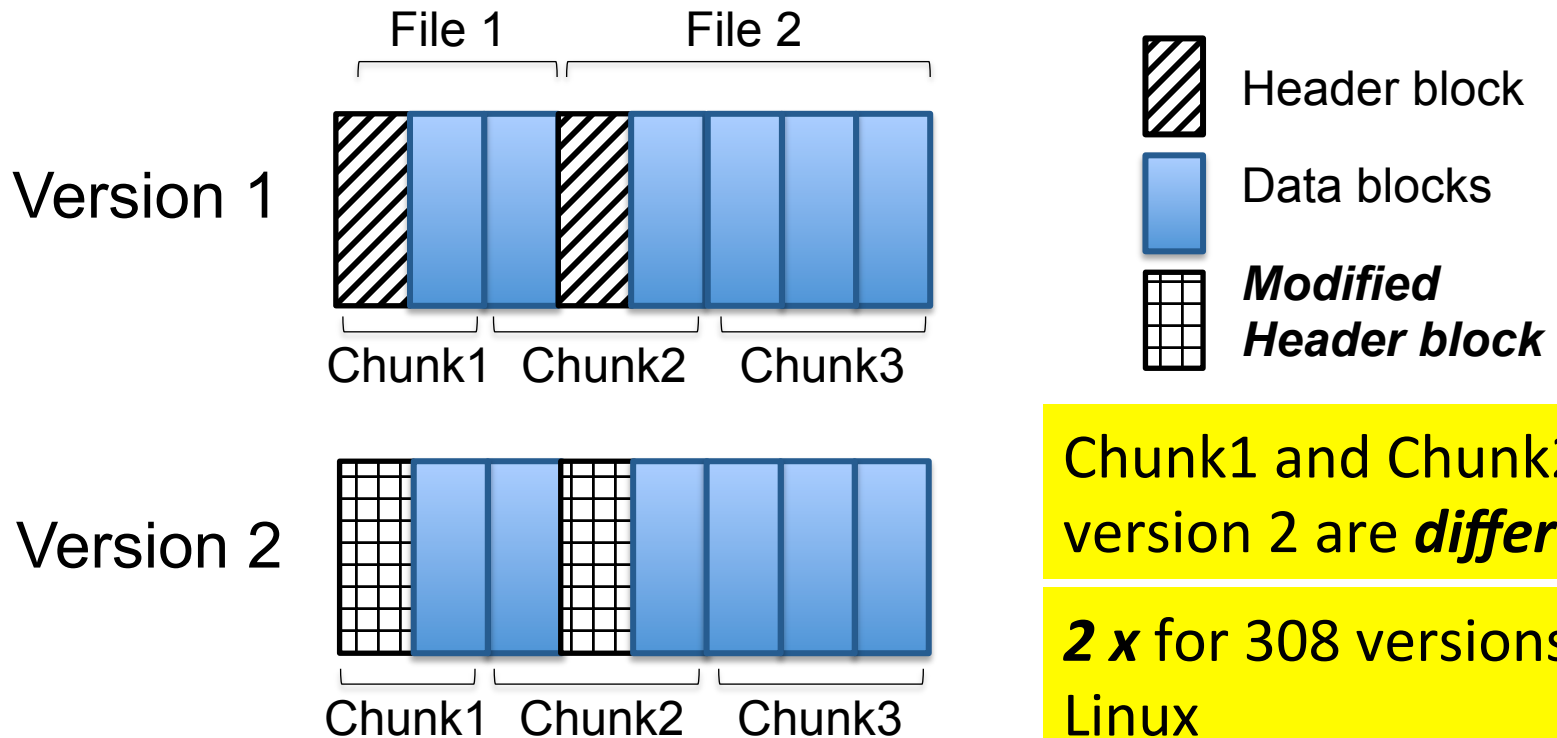 File 1
File 2
Version 1
Chunk1
Chunk2
Chunk3
Header block
Data blocks
Modified
Header block
Version 2
Chunk1
Chunk2
Chunk3
Chunk1 and
version 2 are
2 x for 308 versions
Linux